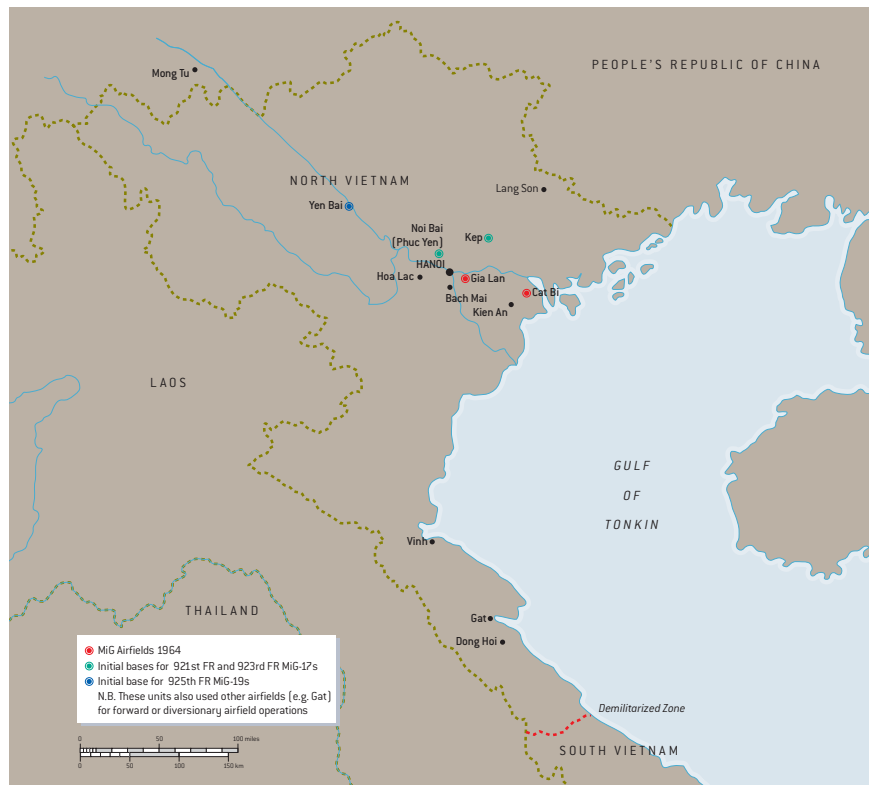 PEOPLE'S REPUBLIC OF CHINA
Mong Tu
NORTH VIETNAM
Lang Son
Yen Bai
Noi Bai
(Phuc Yen)
Kep
HANOI
Hoa Lac
Gia Lan
Bach Mai
Cat Bi
Kien An
LAOS
GULF
OF
TONKIN
Vinh
THAILAND
Gat
Dong Hoi
MiG Airfields 1964
Initial bases for 921st FR and 923rd FR MiG-17s
Initial base for 925th FR MiG-19s
N.B. These units also used other airfields (e.g. Gat)
for forward or diversionary airfield operations
Demilitarized Zone
SOUTH VIETNAM
0 50 100 miles
0 50 100 150 km